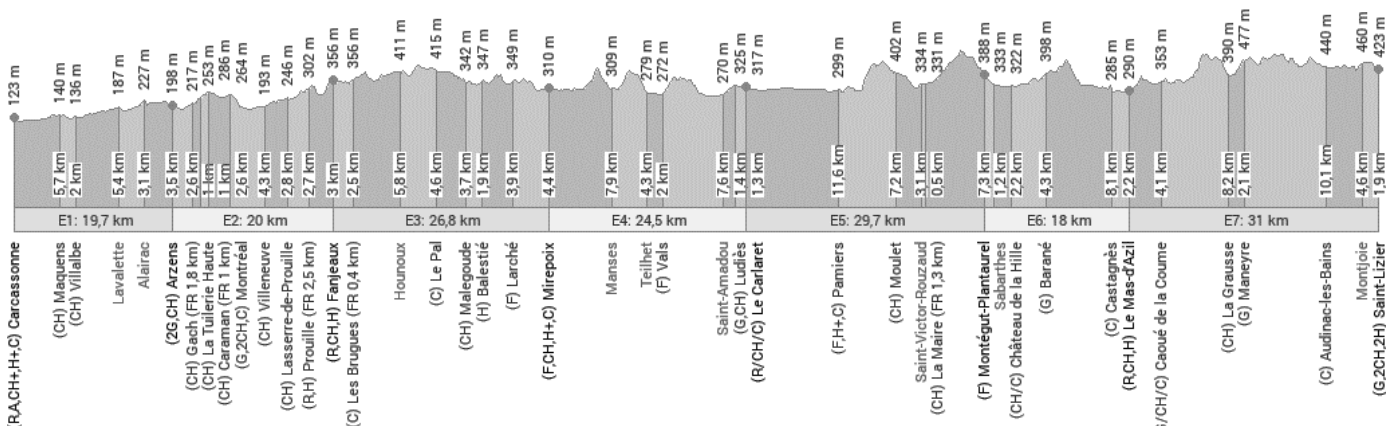 123 m
140 m
136 m
187 m
227 m
198 m
217 m
253 m
286 m
264 m
193 m
246 m
302 m
356 m
356 m
411 m
415 m
342 m
347 m
349 m
310 m
309 m
279 m
272 m
270 m
325 m
317 m
299 m
402 m
334 m
331 m
388 m
333 m
322 m
398 m
285 m
290 m
353 m
390 m
477 m
440 m
460 m
423 m
5,7 km
2 km
5,4 km
3,1 km
3,5 km
2,6 km
1 km
1 km
2,6 km
4,3 km
2,8 km
2,7 km
3 km
2,5 km
5,8 km
4,6 km
3,7 km
1,9 km
3,9 km
4,4 km
7,9 km
4,3 km
2 km
7,6 km
1,4 km
1,3 km
11,6 km
7,2 km
3,1 km
0,5 km
7,3 km
1,2 km
2,2 km
4,3 km
8,1 km
2,2 km
4,1 km
8,2 km
2,1 km
10,1 km
4,6 km
1,9 km
E1: 19,7 km
E2: 20 km
E3: 26,8 km
E4: 24,5 km
E5: 29,7 km
E6: 18 km
E7: 31 km
(R,A,CH+,H+,C) Carcassonne
(CH) Maquens
(CH) Villalbe
Lavalette
Alairac
(2G,CH) Arzens
(CH) Gach (FR 1,8 km)
(CH) La Tuilerie Haute
(CH) Caraman (FR 1 km)
(G,2CH,C) Montréal
(CH) Villeneuve
(CH) Lasserre-de-Prouille
(R,H) Prouille (FR 2,5 km)
(R,CH,H) Fanjeaux
(C) Les Brugues (FR 0,4 km)
Hounoux
(C) Le Pal
(CH) Malegoude
(H) Balestié
(F) Larché
(F,CH,H+,C) Mirepoix
Manses
Teilhet
(F) Vals
Saint-Amadou
(G,CH) Ludiès
(R/CH/C) Le Carlaret
(F,H+,C) Pamiers
(CH) Moulet
Saint-Victor-Rouzaud
(CH) La Maire (FR 1,3 km)
(F) Montégut-Plantaurel
Sabarthes
(CH/C) Château de la Hille
(G) Barané
(C) Castagnès
(R,CH,H) Le Mas-d'Azil
G/CH/C) Caoué de la Coume
(CH) La Grausse
(G) Maneyre
(C) Audinac-les-Bains
Montjoie
(G,2CH,2H) Saint-Lizier